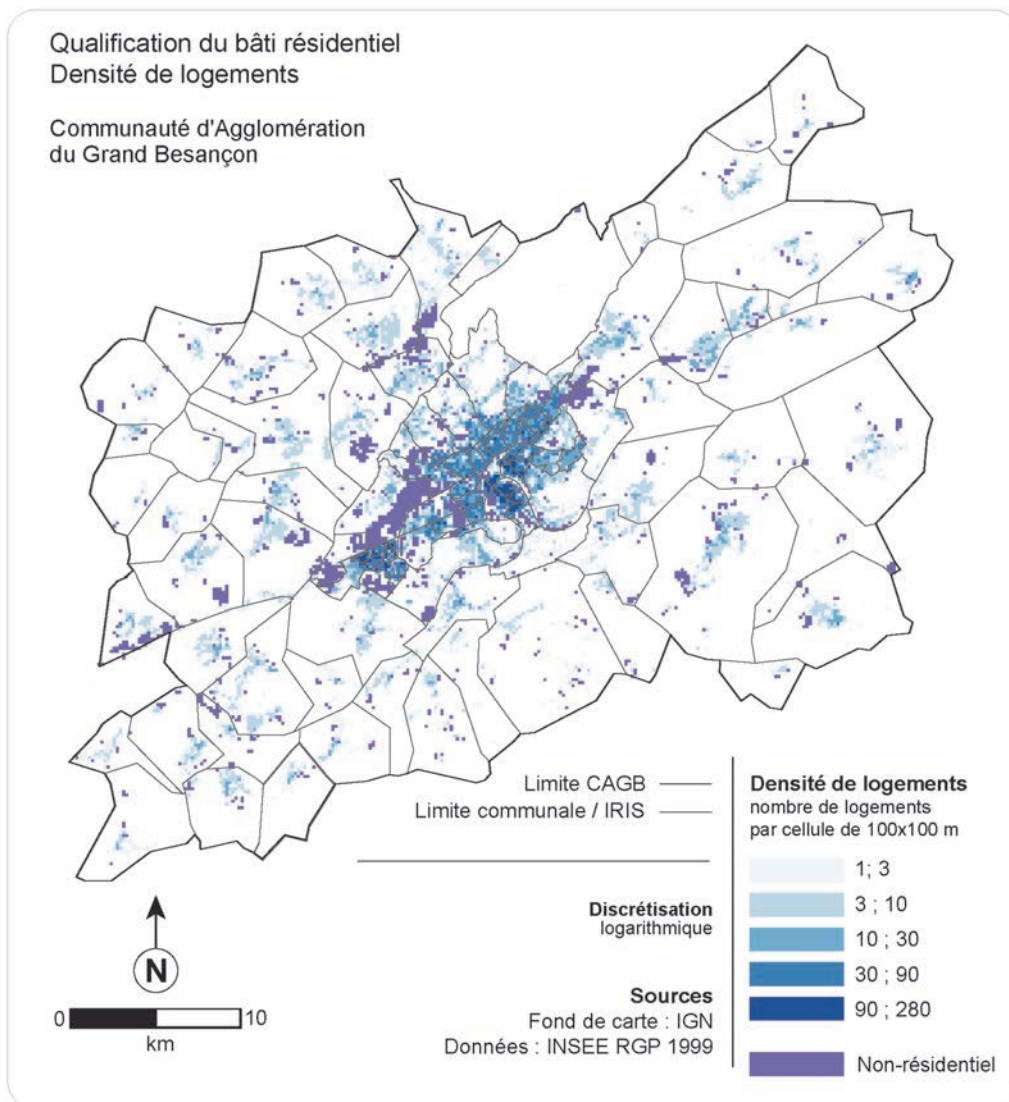 Qualification du bâti résidentiel
Densité de logements
Communauté d'Agglomération
du Grand Besançon
Limite CAGB
Limite communale / IRIS
Discrétisation
logarithmique
Sources
Fond de carte : IGN
Données : INSEE RGP 1999
Densité de logements
nombre de logements
par cellule de 100x100 m
1; 3
3 ; 10
10 ; 30
30 ; 90
90 ; 280
Non-résidentiel
N
0 10
km